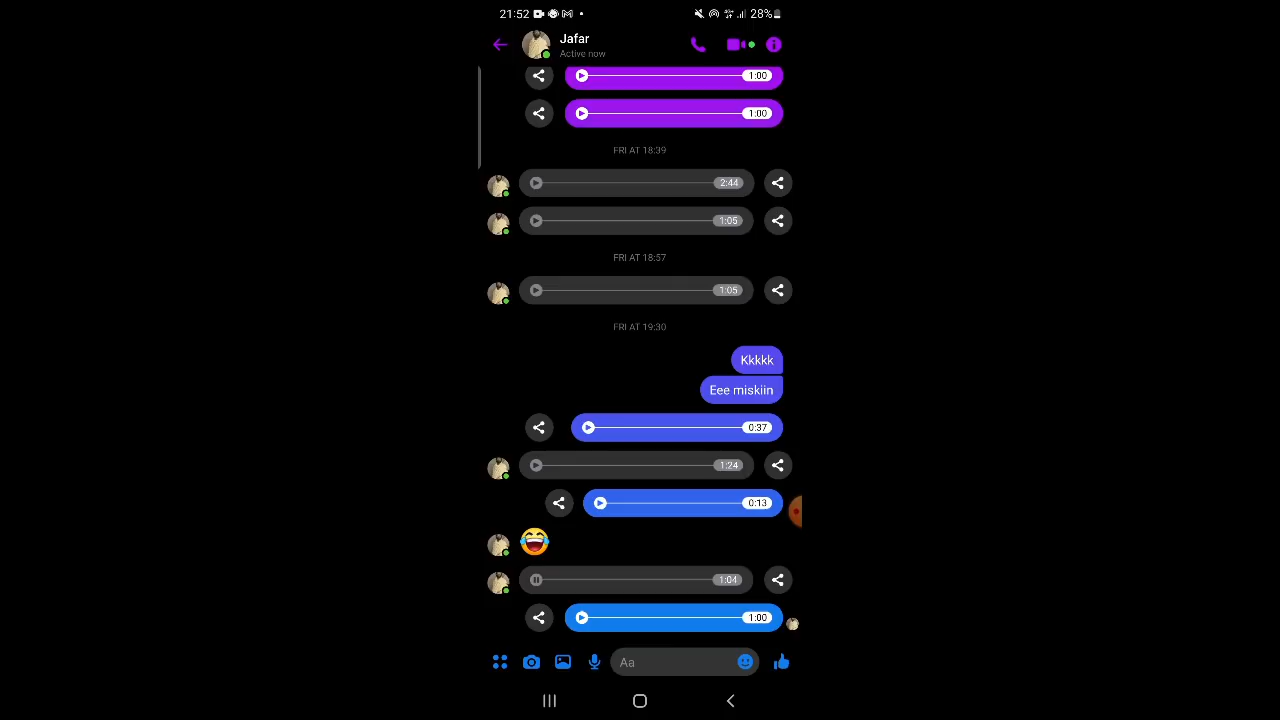 21:52 28%
Jafar
Active now
1:00
1:00
FRI AT 18:39
2:44
1:05
FRI AT 18:57
1:05
FRI AT 19:30
Kkkkk
Eee miskiin
0:37
1:24
0:13
1:04
1:00
Aa